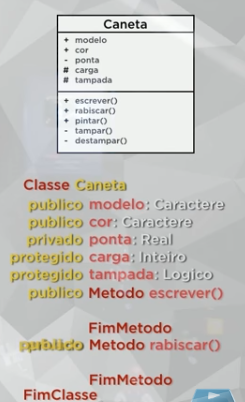 Caneta
+ modelo
+ cor
- ponta
# carga
# tampada
+ escrever()
+ rabiscar()
+ pintar()
- tampar()
- destampar()
Classe Caneta
publico modelo: Caractere
publico cor: Caractere
privado ponta: Real
protegido carga: Inteiro
protegido tampada: Logico
publico Metodo escrever()
FimMetodo
Metodo rabiscar()
FimMetodo
FimClasse